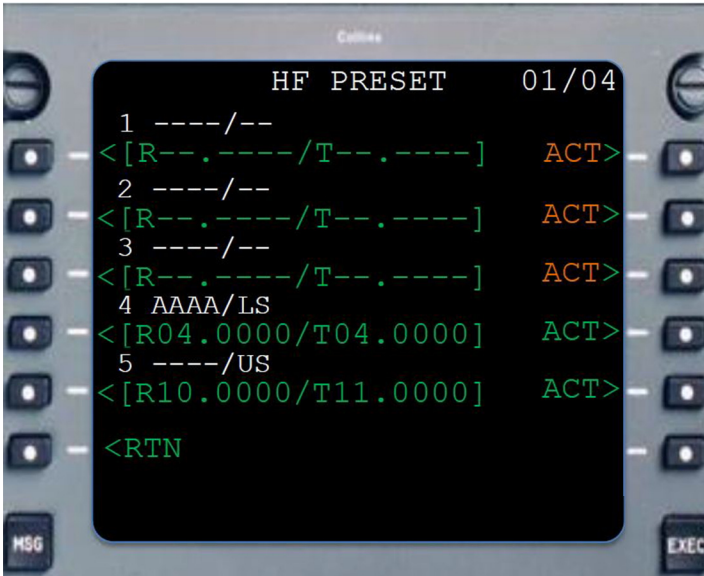 Collins
HF PRESET 01/04
1 ----/--
<[R--.----/T--.----] ACT>
2 ----/--
<[R--.----/T--.----] ACT>
3 ----/--
<[R--.----/T--.----] ACT>
4 AAAA/LS
<[R04.0000/T04.0000] ACT>
5 ----/US
<[R10.0000/T11.0000] ACT>
<RTN
MSG EXEC